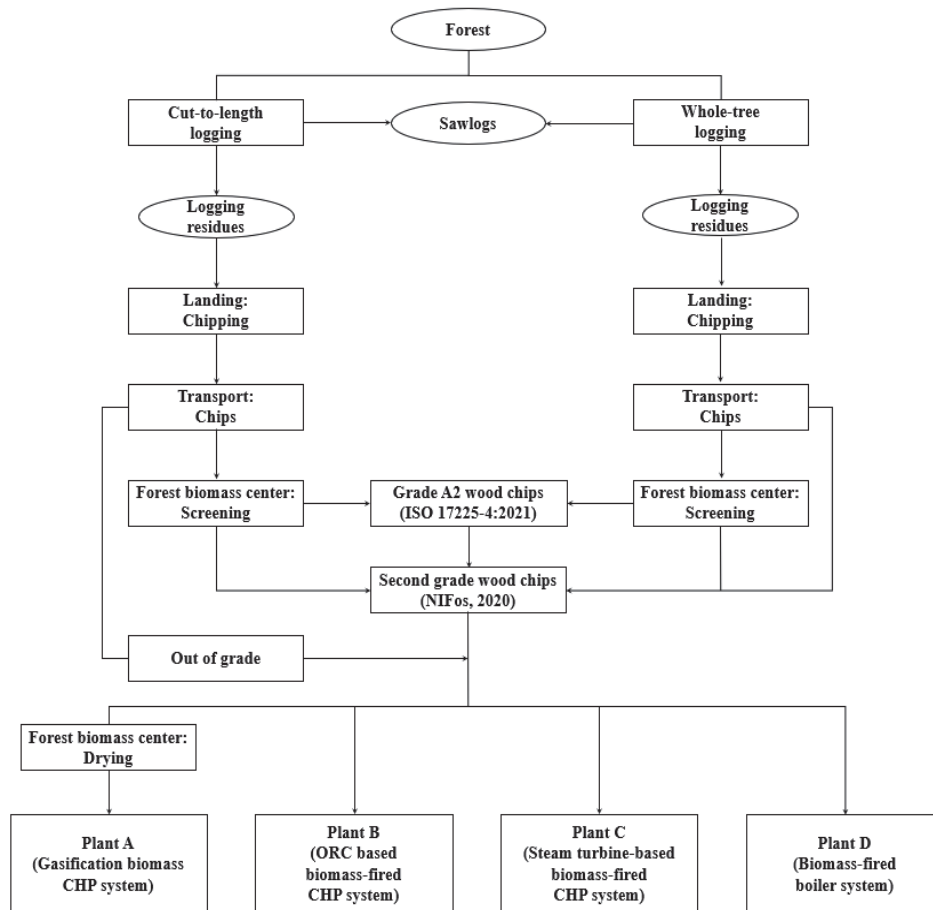 Forest
Cut-to-length
logging
Sawlogs
Whole-tree
logging
Logging
residues
Logging
residues
Landing:
Chipping
Landing:
Chipping
Transport:
Chips
Transport:
Chips
Forest biomass center:
Screening
Grade A2 wood chips
(ISO 17225-4:2021)
Forest biomass center:
Screening
Second grade wood chips
(NIFos, 2020)
Out of grade
Forest biomass center:
Drying
Plant A
(Gasification biomass
CHP system)
Plant B
(ORC based
biomass-fired
CHP system)
Plant C
(Steam turbine-based
biomass-fired
CHP system)
Plant D
(Biomass-fired
boiler system)